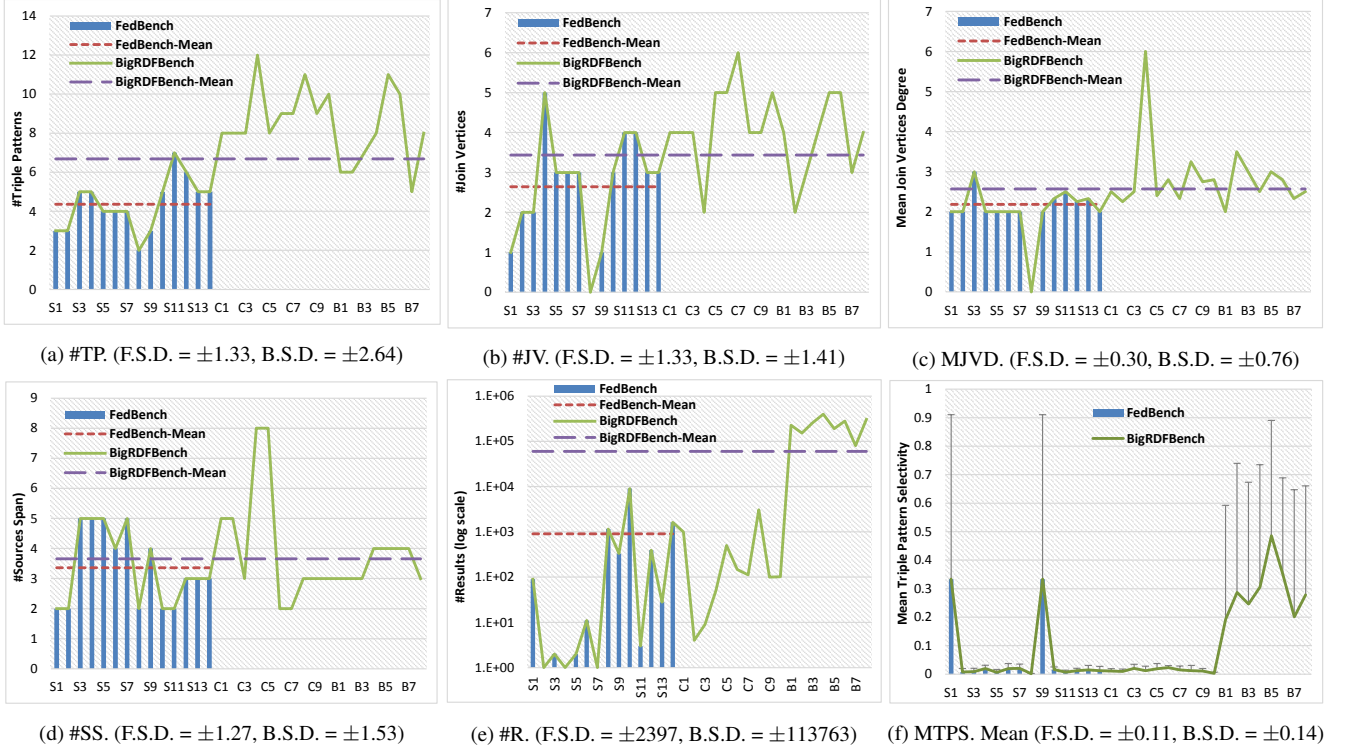 14
12
10
8
6
4
2
0
#Triple Patterns
FedBench
FedBench-Mean
BigRDFBench
BigRDFBench-Mean
S1 S3 S5 S7 S9 S11 S13 C1 C3 C5 C7 C9 B1 B3 B5 B7
(a) #TP. (F.S.D. = ±1.33, B.S.D. = ±2.64)
7
6
5
4
3
2
1
0
#Join Vertices
FedBench
FedBench-Mean
BigRDFBench
BigRDFBench-Mean
S1 S3 S5 S7 S9 S11 S13 C1 C3 C5 C7 C9 B1 B3 B5 B7
(b) #JV. (F.S.D. = ±1.33, B.S.D. = ±1.41)
7
6
5
4
3
2
1
0
Mean Join Vertices Degree
FedBench
FedBench-Mean
BigRDFBench
BigRDFBench-Mean
S1 S3 S5 S7 S9 S11 S13 C1 C3 C5 C7 C9 B1 B3 B5 B7
(c) MJVD. (F.S.D. = ±0.30, B.S.D. = ±0.76)
9
8
7
6
5
4
3
2
1
0
#Sources Span)
FedBench
FedBench-Mean
BigRDFBench
BigRDFBench-Mean
S1 S3 S5 S7 S9 S11 S13 C1 C3 C5 C7 C9 B1 B3 B5 B7
(d) #SS. (F.S.D. = ±1.27, B.S.D. = ±1.53)
1.E+06
1.E+05
1.E+04
1.E+03
1.E+02
1.E+01
1.E+00
#Results (log scale)
FedBench
FedBench-Mean
BigRDFBench
BigRDFBench-Mean
S1 S3 S5 S7 S9 S11 S13 C1 C3 C5 C7 C9 B1 B3 B5 B7
(e) #R. (F.S.D. = ±2397, B.S.D. = ±113763)
1
0.9
0.8
0.7
0.6
0.5
0.4
0.3
0.2
0.1
0
Mean Triple Pattern Selectivity
FedBench
BigRDFBench
S1 S3 S5 S7 S9 S11 S13 C1 C3 C5 C7 C9 B1 B3 B5 B7
(f) MTPS. Mean (F.S.D. = ±0.11, B.S.D. = ±0.14)